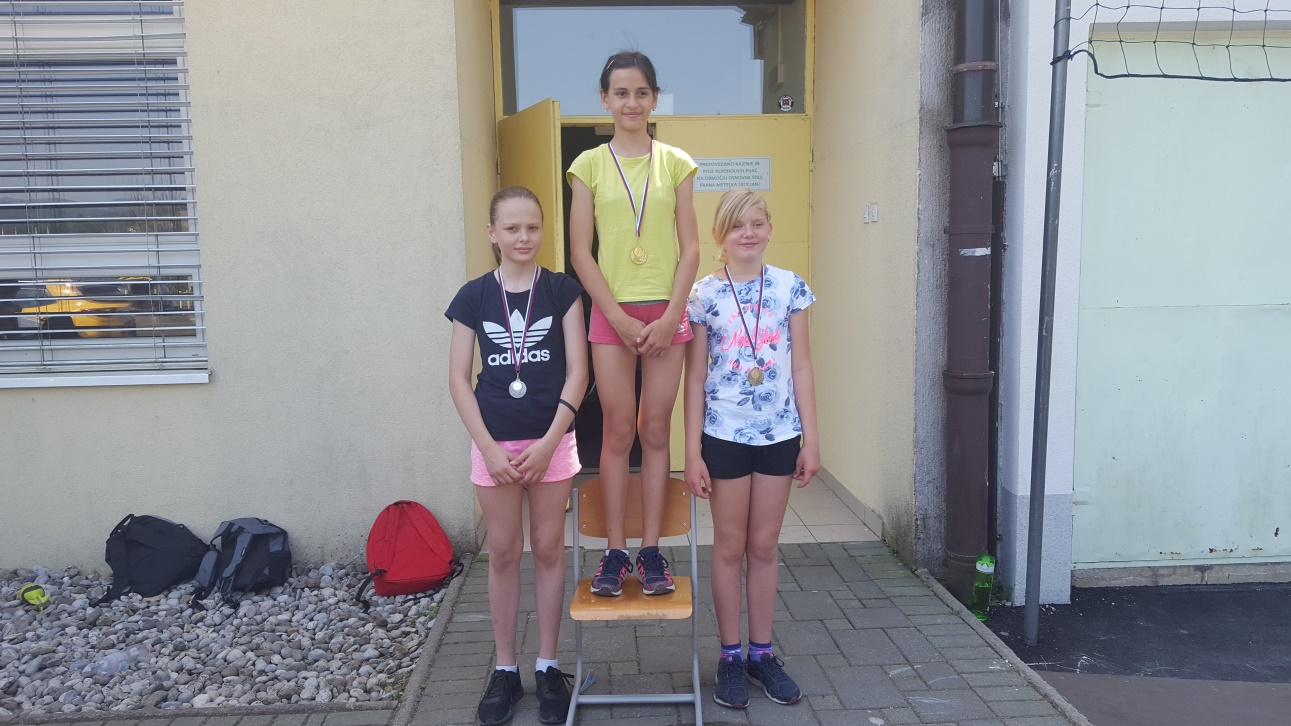 PREPOVEDANO KAJENJE IN
PITJE ALKOHOLNIH PIJAČ
NA OBMOČJU OSNOVNE ŠOLE
FRANA METELKA ŠKOCJAN!
adidas